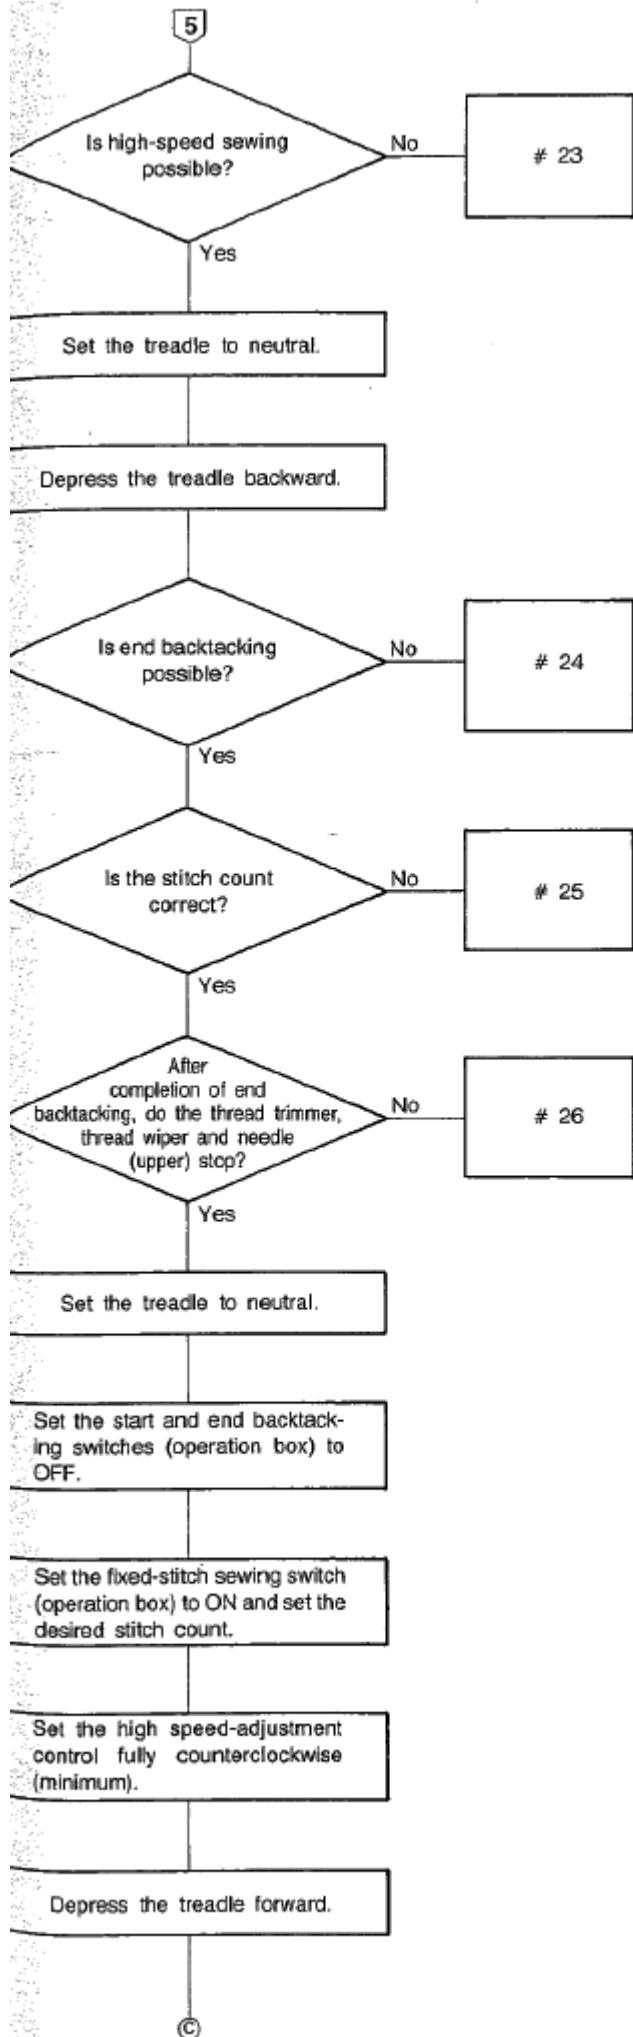 5
Is high-speed sewing
possible?
No
# 23
Yes
Set the treadle to neutral.
Depress the treadle backward.
Is end backtacking
possible?
No
# 24
Yes
Is the stitch count
correct?
No
# 25
Yes
After
completion of end
backtacking, do the thread trimmer,
thread wiper and needle
(upper) stop?
No
# 26
Yes
Set the treadle to neutral.
Set the start and end backtack-
ing switches (operation box) to
OFF.
Set the fixed-stitch sewing switch
(operation box) to ON and set the
desired stitch count.
Set the high speed-adjustment
control fully counterclockwise
(minimum).
Depress the treadle forward.
©